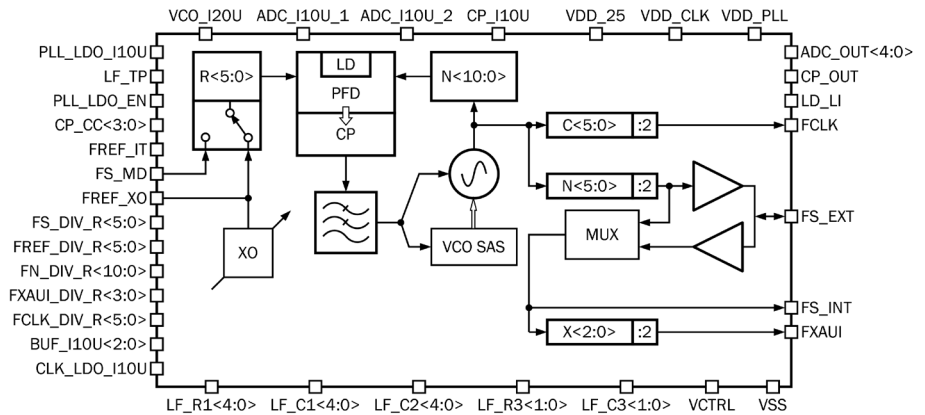 VCO_I20U ADC_I10U_1 ADC_I10U_2 CP_I10U VDD_25 VDD_CLK VDD_PLL
PLL_LDO_I10U
LF_TP
PLL_LDO_EN
CP_CC<3:0>
FREF_IT
FS_MD
FREF_XO
FS_DIV_R<5:0>
FREF_DIV_R<5:0>
FN_DIV_R<10:0>
FXAUI_DIV_R<3:0>
FCLK_DIV_R<5:0>
BUF_I10U<2:0>
CLK_LDO_I10U
R<5:0>
LD
PFD
CP
N<10:0>
XO
VCO SAS
C<5:0> :2
N<5:0> :2
MUX
X<2:0> :2
ADC_OUT<4:0>
CP_OUT
LD_LI
FCLK
FS_EXT
FS_INT
FXAUI
LF_R1<4:0> LF_C1<4:0> LF_C2<4:0> LF_R3<1:0> LF_C3<1:0> VCTRL VSS